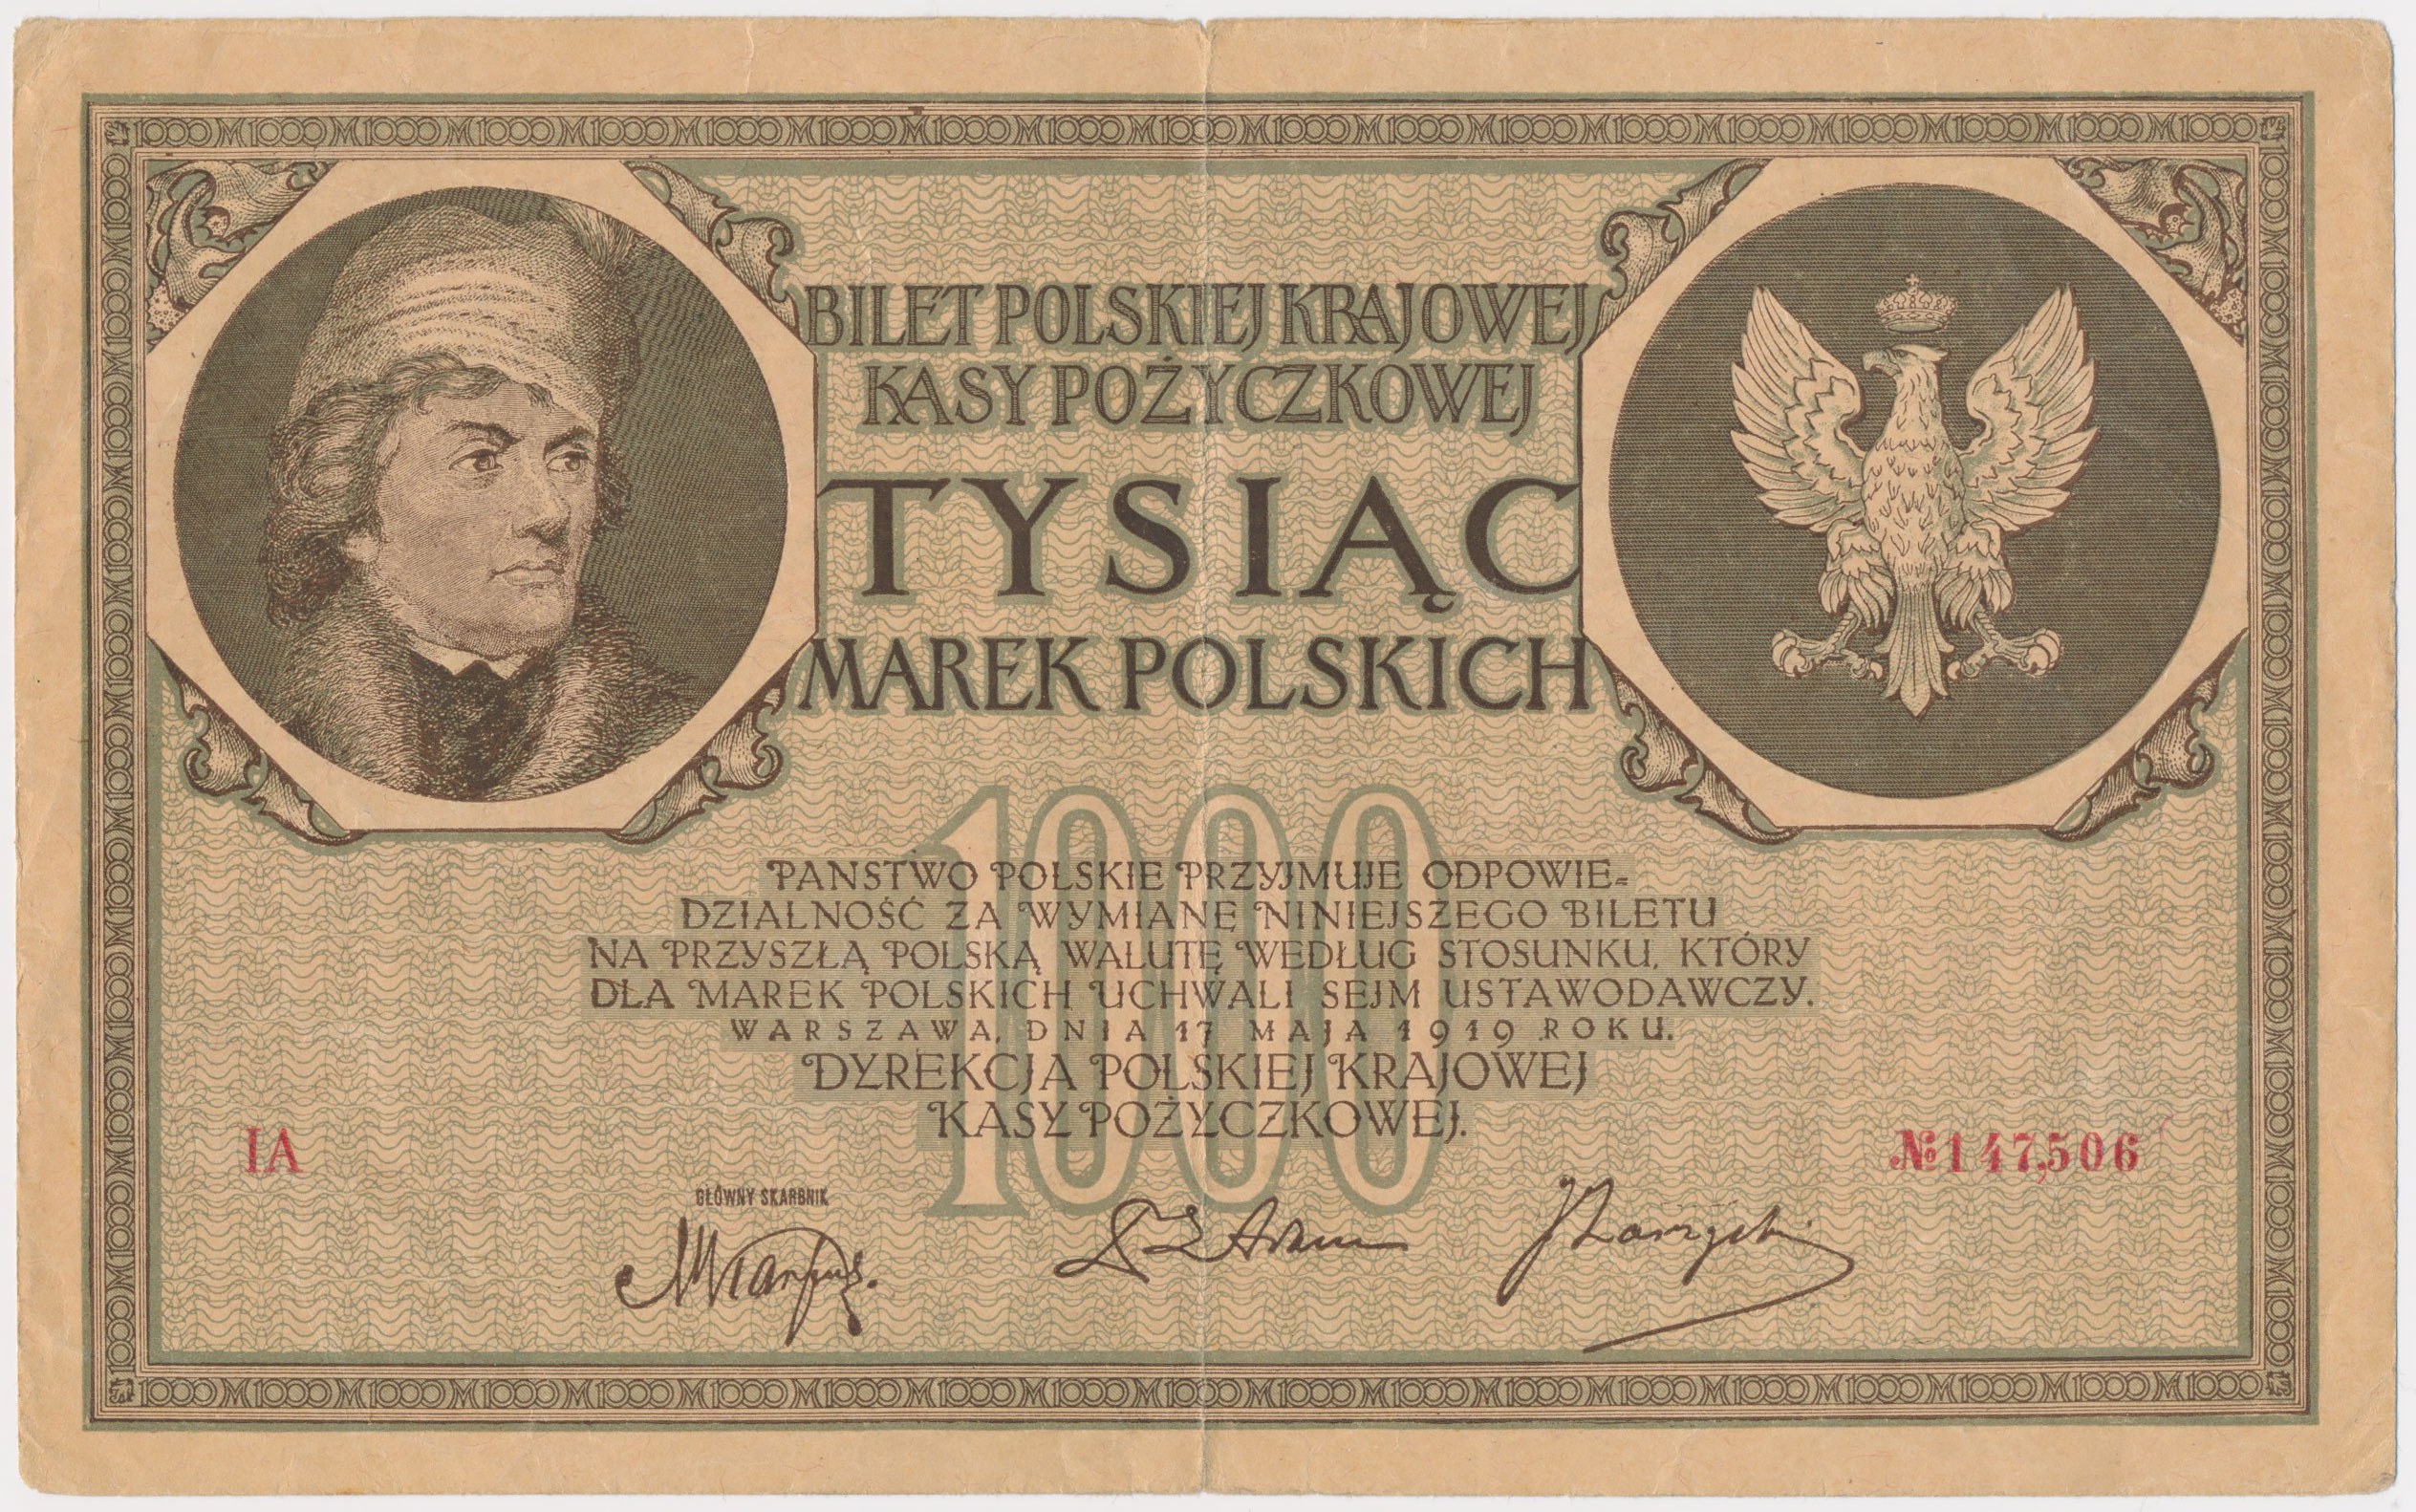 BILET POLSKIEJ KRAJOWEJ
KASY POŻYCZKOWEJ
TYSIĄC
MAREK POLSKICH
1000
PAŃSTWO POLSKIE PRZYJMUJE ODPOWIE=
DZIALNOŚĆ ZA WYMIANĘ NINIEJSZEGO BILETU
NA PRZYSZŁĄ POLSKĄ WALUTĘ WEDŁUG STOSUNKU, KTÓRY
DLA MAREK POLSKICH UCHWALI SEJM USTAWODAWCZY.
WARSZAWA, DNIA 17 MAJA 1919 ROKU.
DYREKCJA POLSKIEJ KRAJOWEJ
KASY POŻYCZKOWEJ.
IA
№147,506
GŁÓWNY SKARBNIK